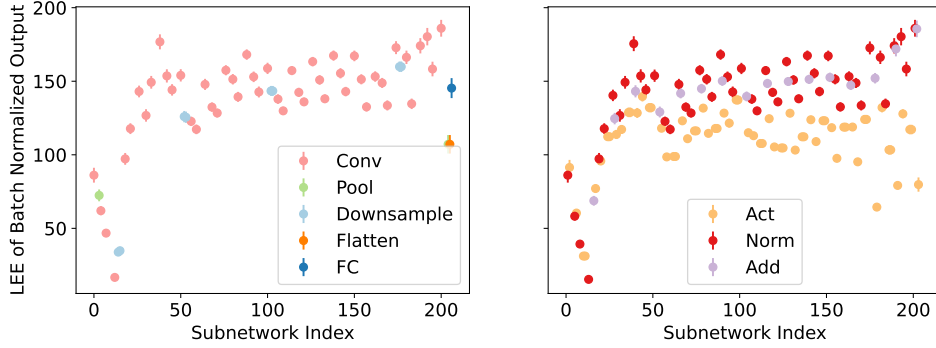 LEE of Batch Normalized Output
200
150
100
50
0
50
100
150
200
Subnetwork Index
Conv
Pool
Downsample
Flatten
FC
0
50
100
150
200
Subnetwork Index
Act
Norm
Add